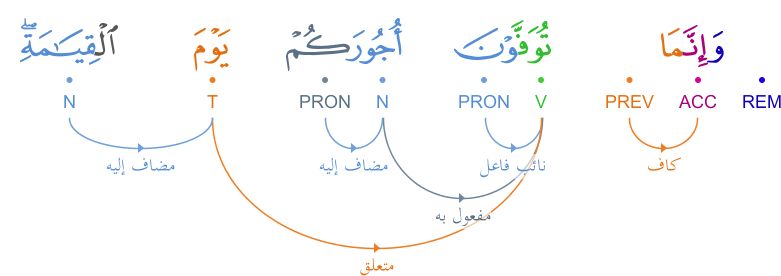 وَإِنَّمَا تُوَفَّوْنَ أُجُورَكُمْ يَوْمَ ٱلْقِيَـٰمَةِ ۖ
REM ACC PREV V PRON N PRON T N
كاف نائب فاعل مضاف إليه مضاف إليه
مفعول به
متعلق